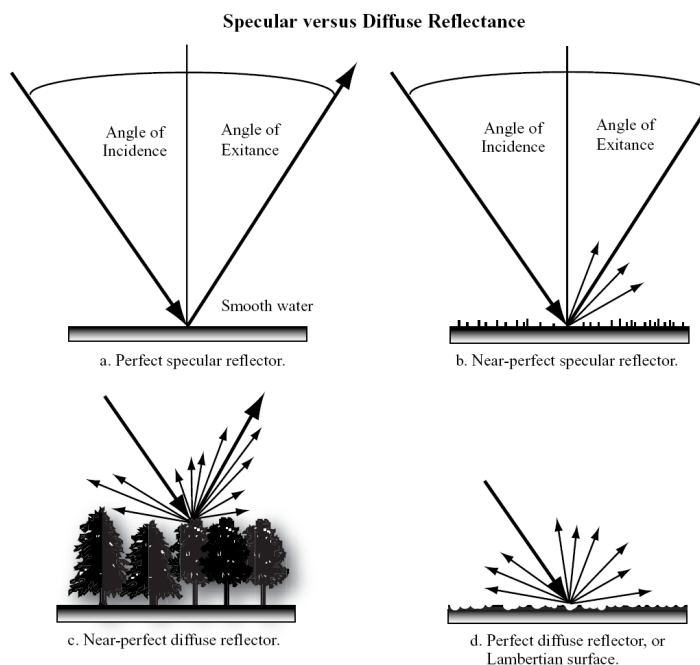 Specular versus Diffuse Reflectance
Angle of
Incidence
Angle of
Exitance
Smooth water
a. Perfect specular reflector.
Angle of
Incidence
Angle of
Exitance
b. Near-perfect specular reflector.
c. Near-perfect diffuse reflector.
d. Perfect diffuse reflector, or
Lambertian surface.